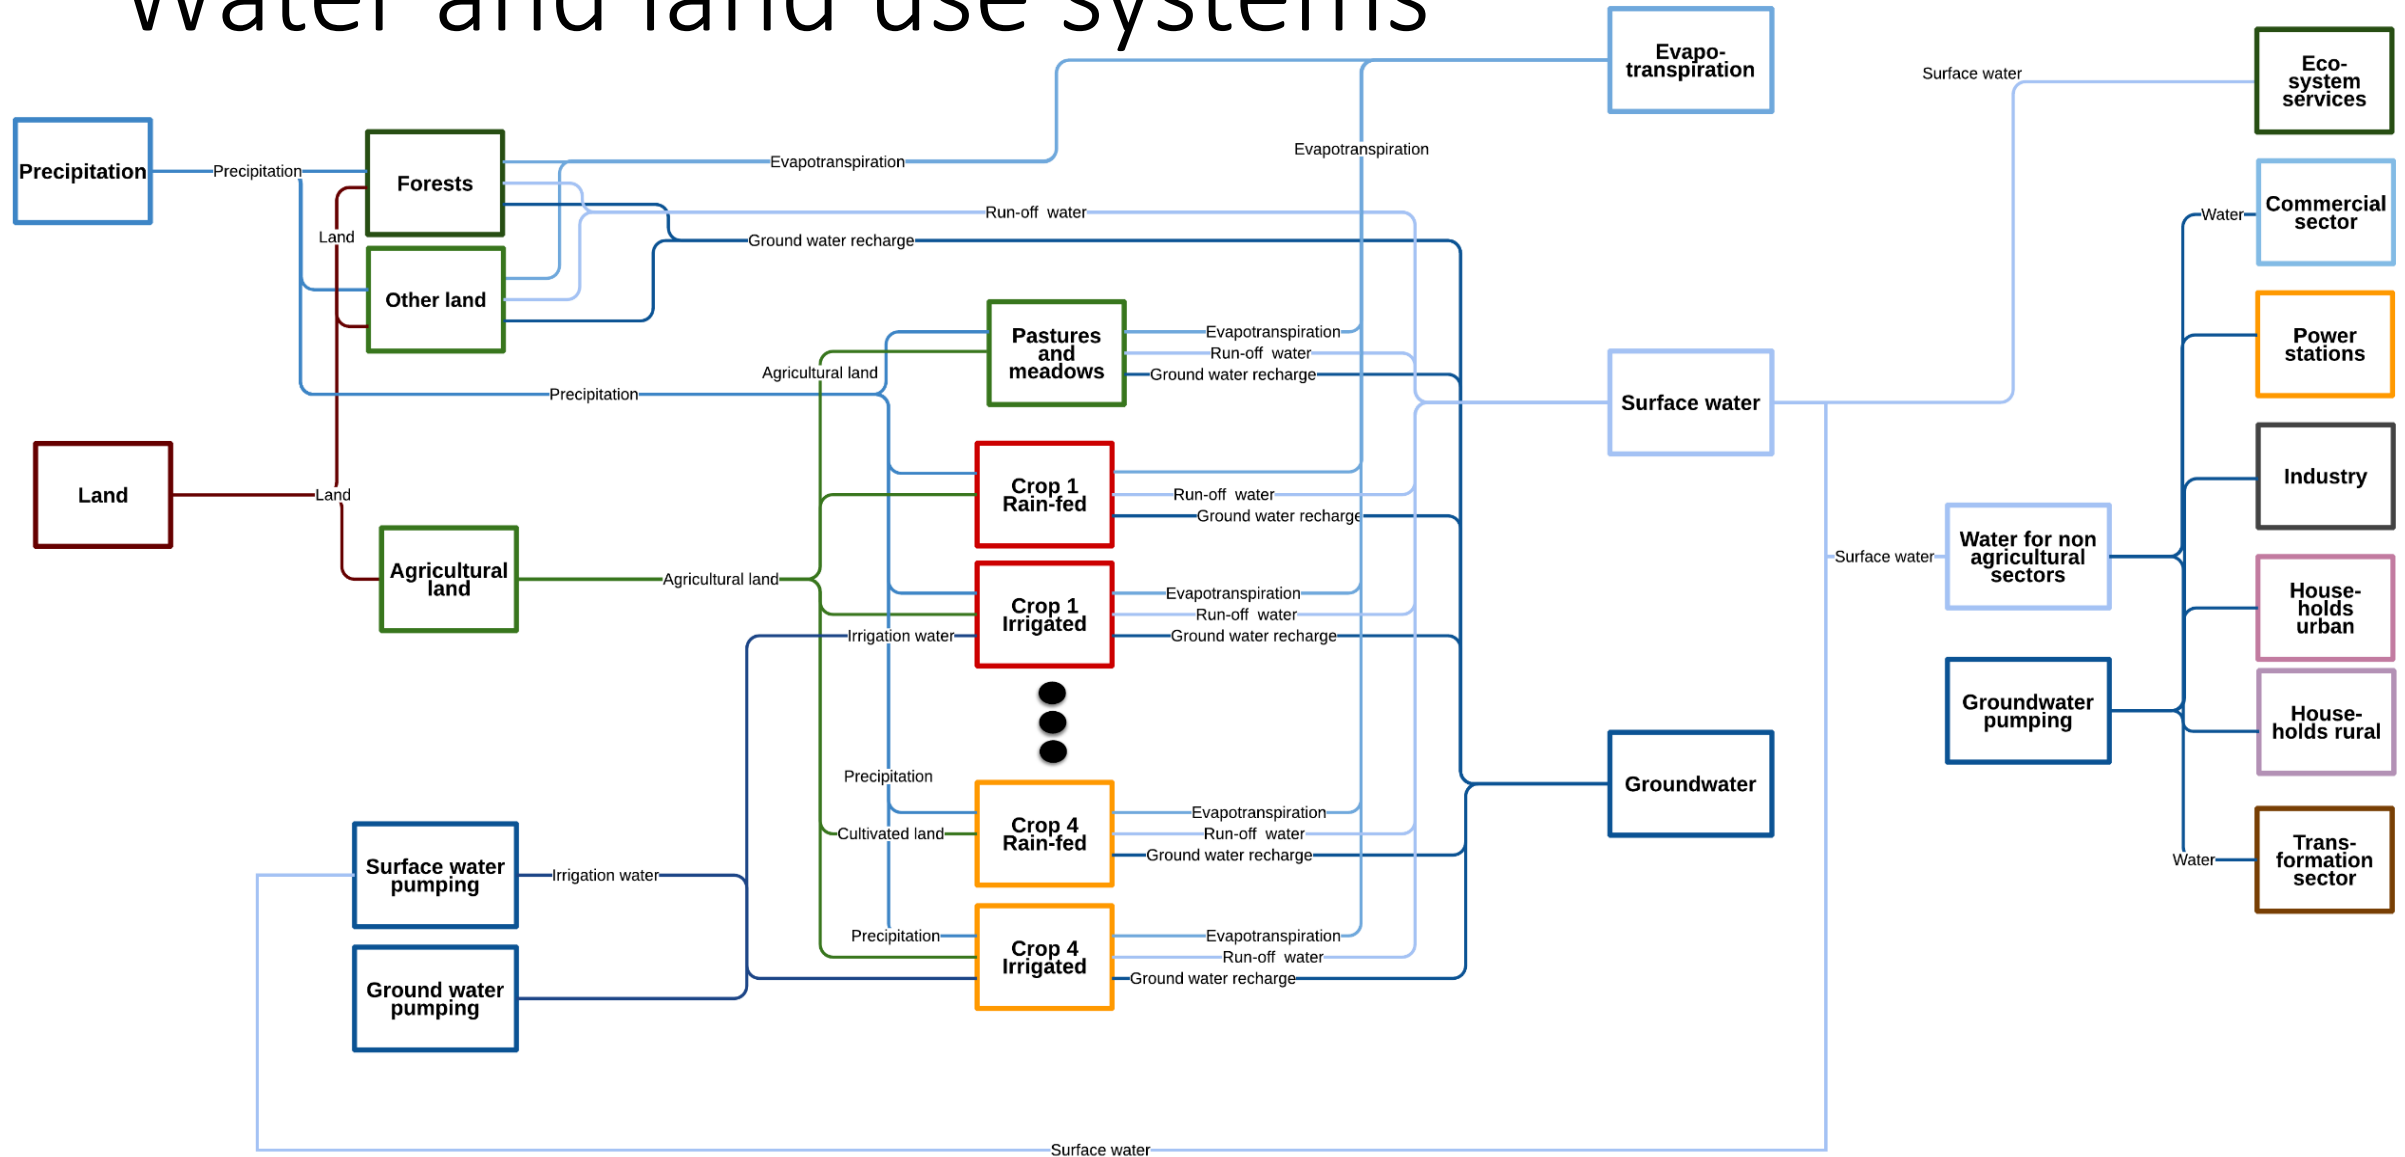 Water and land use systems
Evapo-
transpiration
Eco-
system
services
Surface water
Precipitation
Precipitation
Forests
Evapotranspiration
Evapotranspiration
Commercial
sector
Water
Run-off water
Land
Ground water recharge
Other land
Power
stations
Pastures
and
meadows
Evapotranspiration
Run-off water
Ground water recharge
Agricultural land
Precipitation
Surface water
Land
Land
Crop 1
Rain-fed
Run-off water
Ground water recharge
Industry
Water for non
agricultural
sectors
Surface water
Agricultural
land
Agricultural land
Crop 1
Irrigated
Evapotranspiration
Run-off water
Ground water recharge
Irrigation water
House-
holds
urban
Groundwater
pumping
House-
holds rural
Precipitation
Groundwater
Crop 4
Rain-fed
Evapotranspiration
Run-off water
Ground water recharge
Cultivated land
Surface water
pumping
Irrigation water
Water
Trans-
formation
sector
Precipitation
Crop 4
Irrigated
Evapotranspiration
Run-off water
Ground water recharge
Ground water
pumping
Surface water